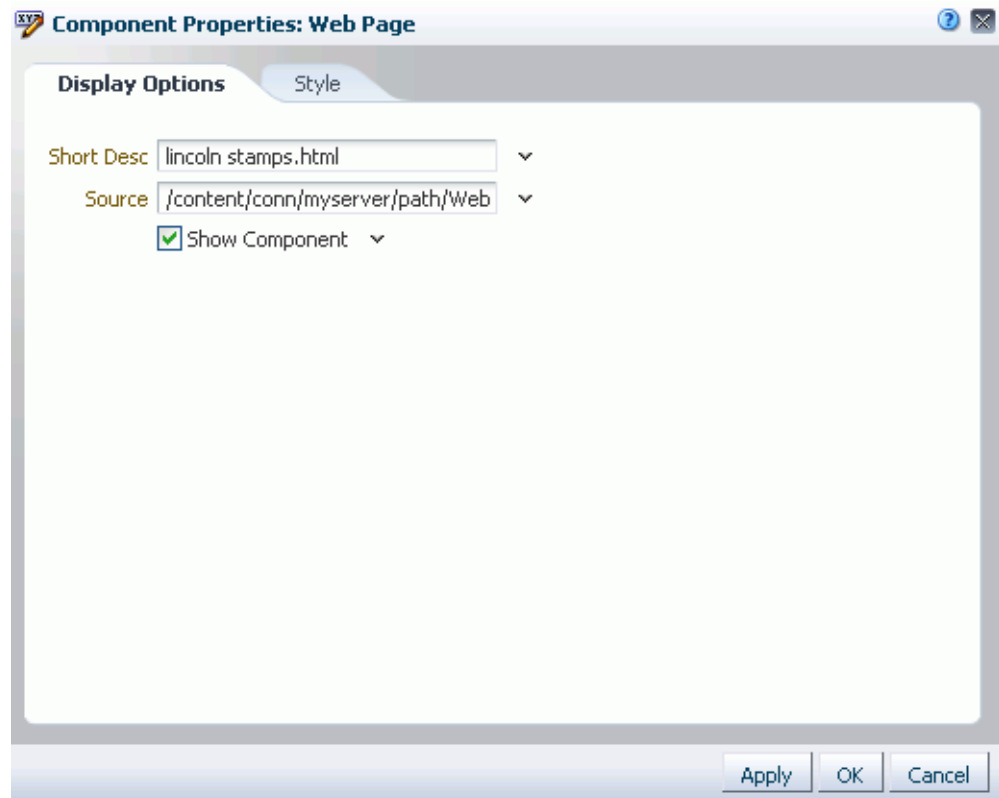 Component Properties: Web Page
Display Options Style
Short Desc lincoln stamps.html
Source /content/conn/myserver/path/Web
Show Component
Apply OK Cancel